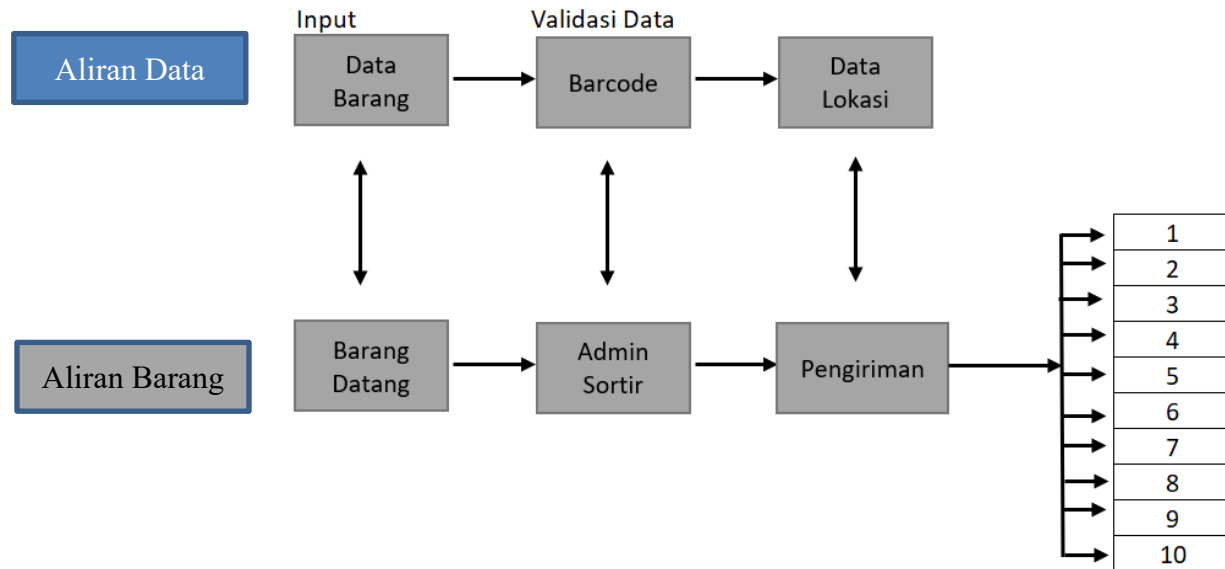 Input
Validasi Data
Aliran Data
Data
Barang
Barcode
Data
Lokasi
Aliran Barang
Barang
Datang
Admin
Sortir
Pengiriman
1
2
3
4
5
6
7
8
9
10